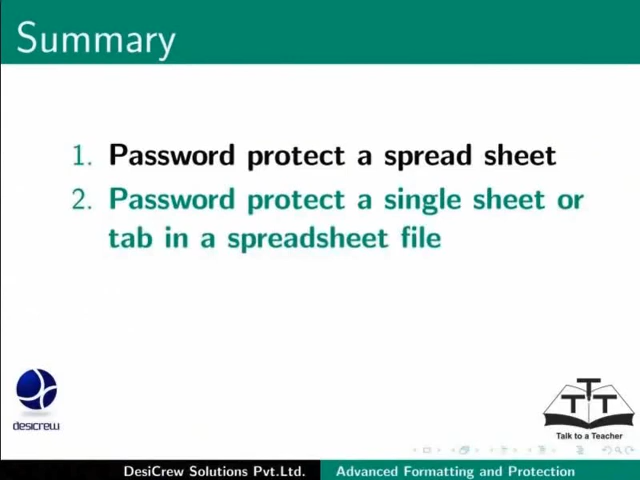 Summary
1. Password protect a spread sheet
2. Password protect a single sheet or
tab in a spreadsheet file
desicrew
T T T
Talk to a Teacher
DesiCrew Solutions Pvt.Ltd.
Advanced Formatting and Protection